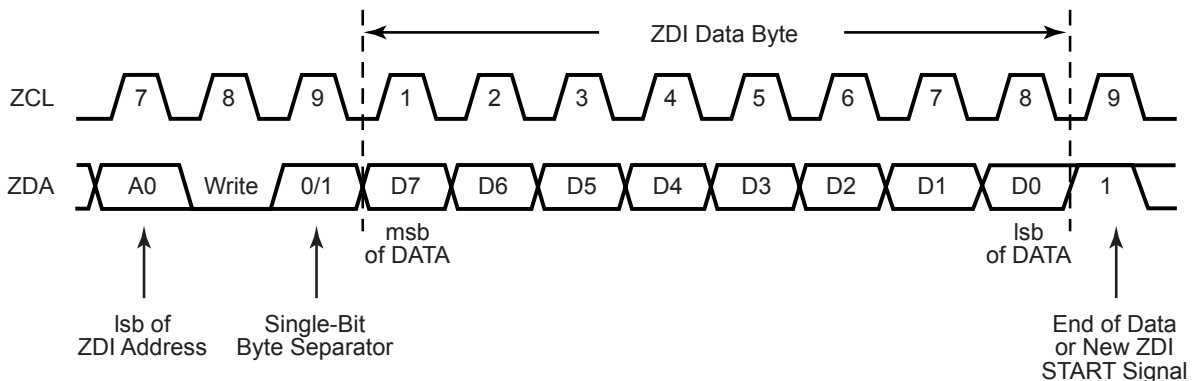 ZDI Data Byte
ZCL 7 8 9 1 2 3 4 5 6 7 8 9
ZDA A0 Write 0/1 D7 D6 D5 D4 D3 D2 D1 D0 1
msb
of DATA
lsb
of DATA
lsb of
ZDI Address
Single-Bit
Byte Separator
End of Data
or New ZDI
START Signal